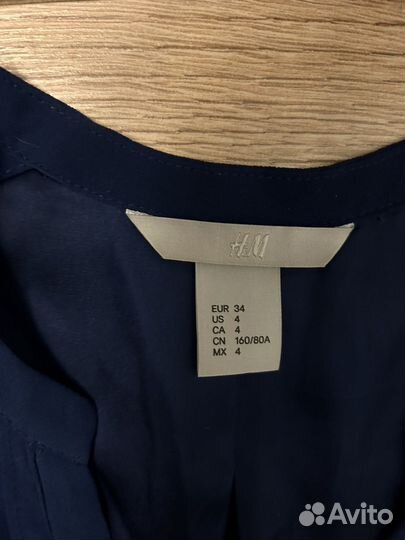 H&M
EUR 34
US 4
CA 4
CN 160/80A
MX 4
Avito